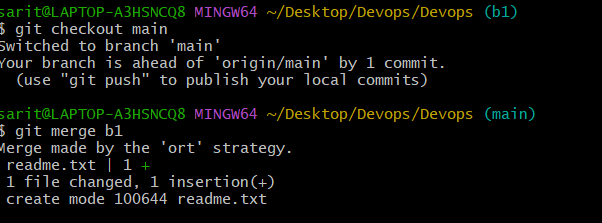 sarit@LAPTOP-A3HSNCQ8 MINGW64 ~/Desktop/Devops/Devops (b1)
$ git checkout main
Switched to branch 'main'
Your branch is ahead of 'origin/main' by 1 commit.
  (use "git push" to publish your local commits)

sarit@LAPTOP-A3HSNCQ8 MINGW64 ~/Desktop/Devops/Devops (main)
$ git merge b1
Merge made by the 'ort' strategy.
 readme.txt | 1 +
 1 file changed, 1 insertion(+)
 create mode 100644 readme.txt